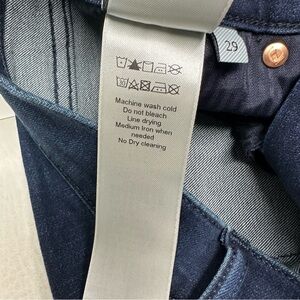 29
Machine wash cold
Do not bleach
Line drying
Medium Iron when
needed
No Dry cleaning